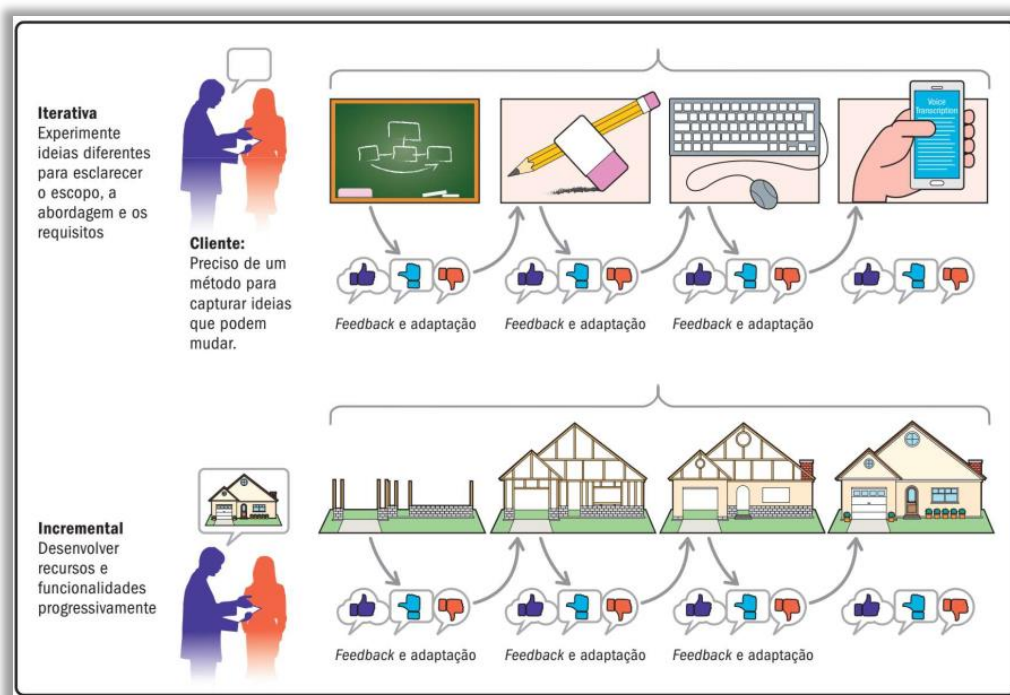 Iterativa
Experimente
ideias diferentes
para esclarecer
o escopo, a
abordagem e os
requisitos
Cliente:
Preciso de um
método para
capturar ideias
que podem
mudar.
Voice
Transcription
Feedback e adaptação
Feedback e adaptação
Feedback e adaptação
Incremental
Desenvolver
recursos e
funcionalidades
progressivamente
Feedback e adaptação
Feedback e adaptação
Feedback e adaptação